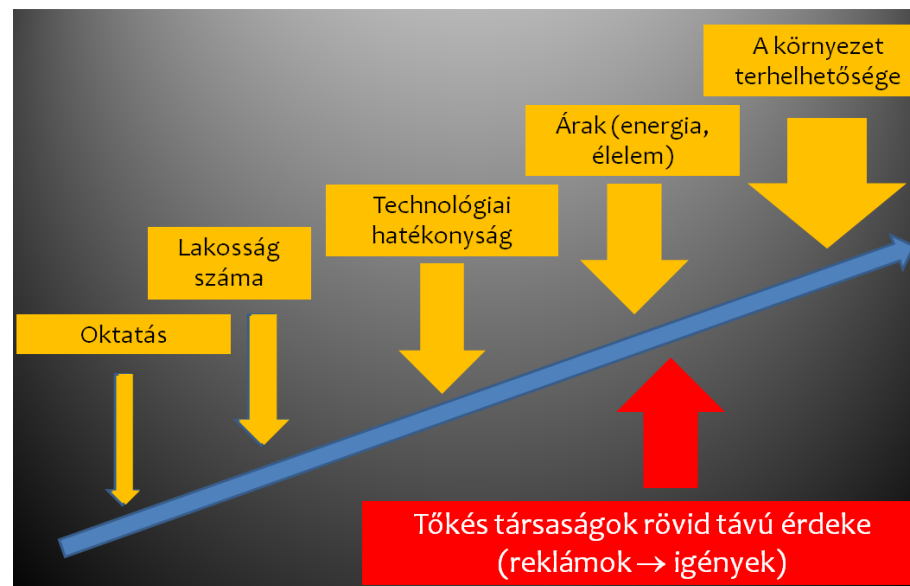 A környezet
terhelhetősége
Árak (energia,
élelem)
Technológiai
hatékonyság
Lakosság
száma
Oktatás
Tőkés társaságok rövid távú érdeke
(reklámok → igények)